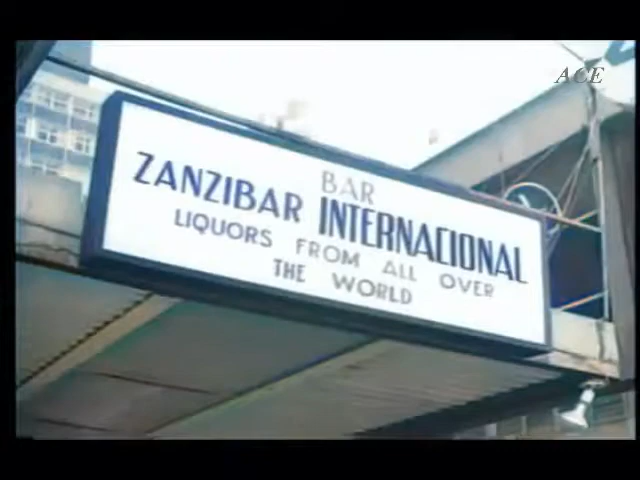 ACE
BAR
ZANZIBAR INTERNACIONAL
LIQUORS FROM ALL OVER
THE WORLD